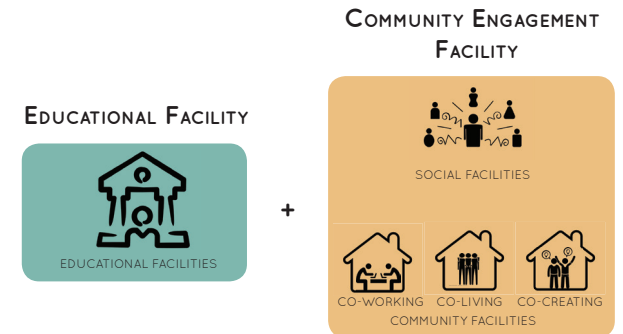 COMMUNITY ENGAGEMENT
FACILITY
EDUCATIONAL FACILITY
SOCIAL FACILITIES
+
EDUCATIONAL FACILITIES
CO-WORKING CO-LIVING CO-CREATING
COMMUNITY FACILITIES